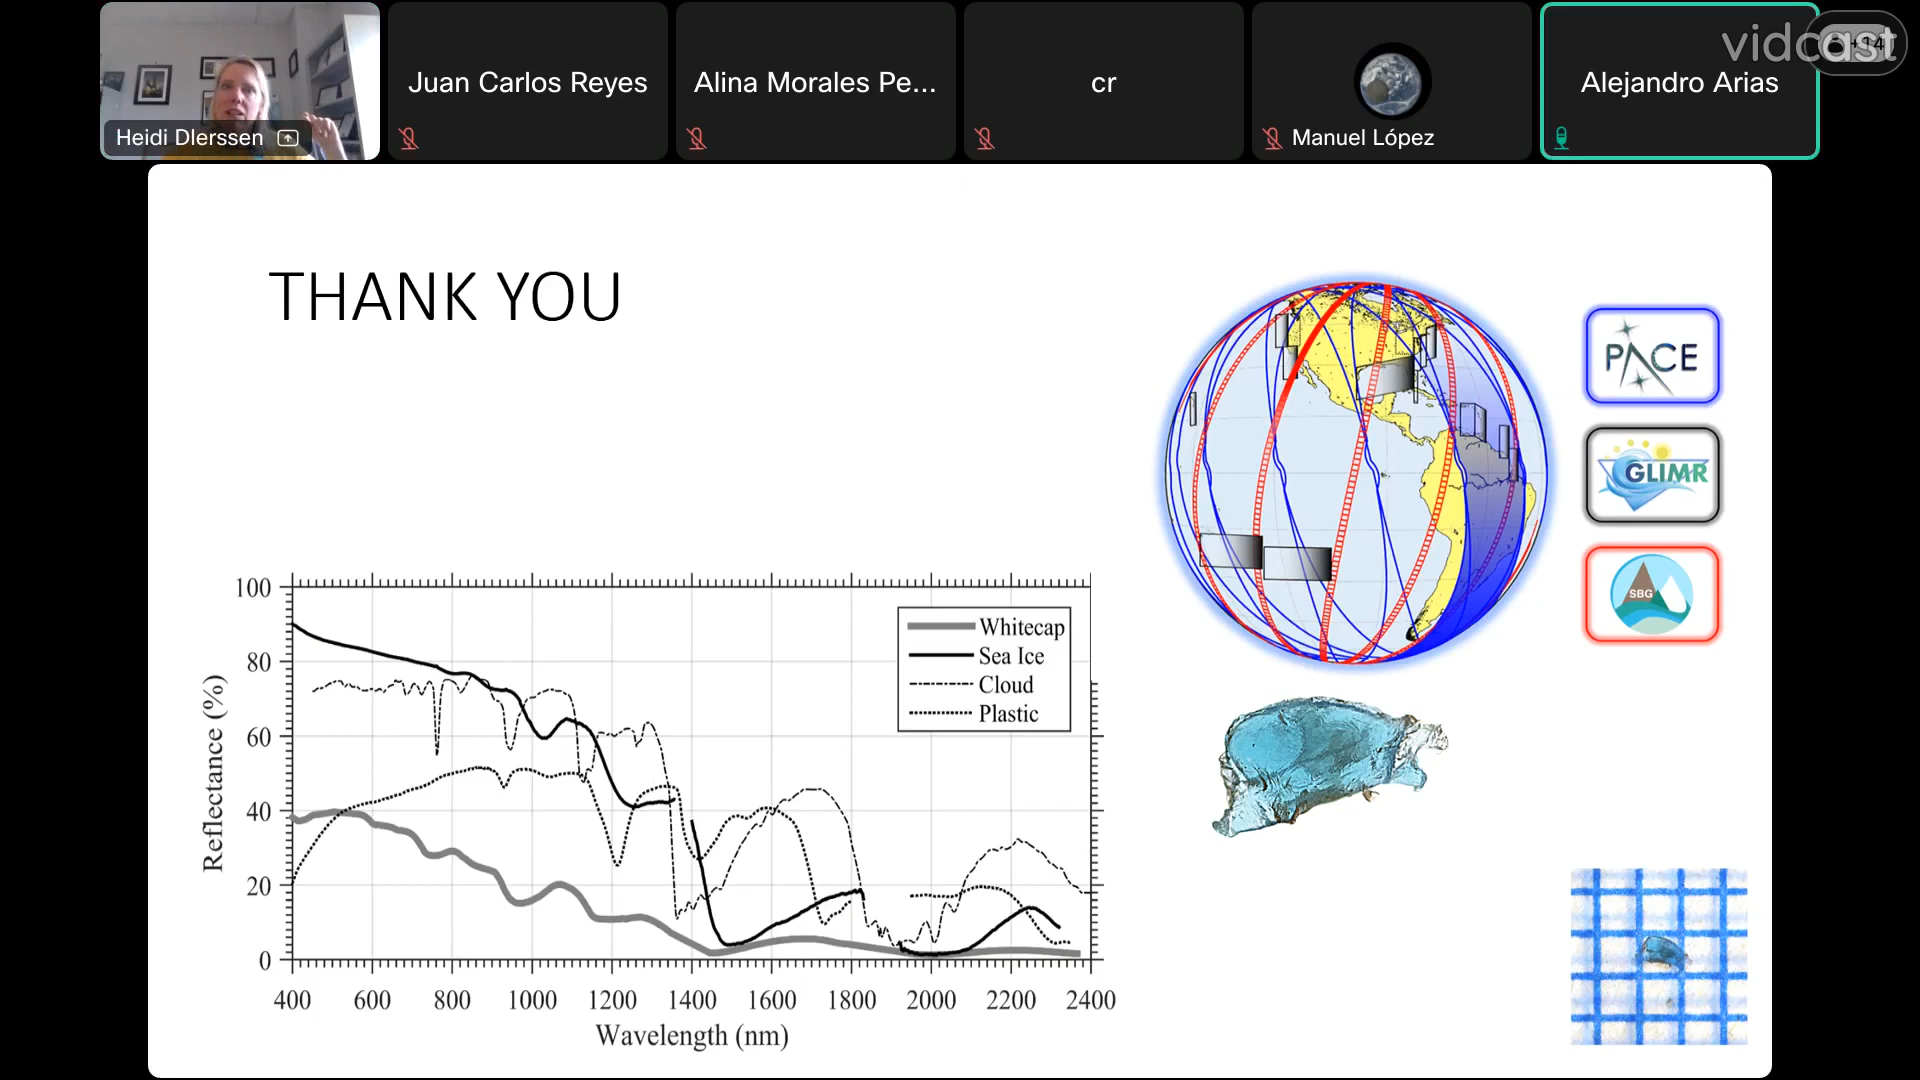 vidcast
+14
Heidi DIerssen
Juan Carlos Reyes
Alina Morales Pe...
cr
Manuel López
Alejandro Arias
THANK YOU
PACE
GLIMR
SBG
Reflectance (%)
100
80
60
40
20
0
Whitecap
Sea Ice
Cloud
Plastic
400 600 800 1000 1200 1400 1600 1800 2000 2200 2400
Wavelength (nm)